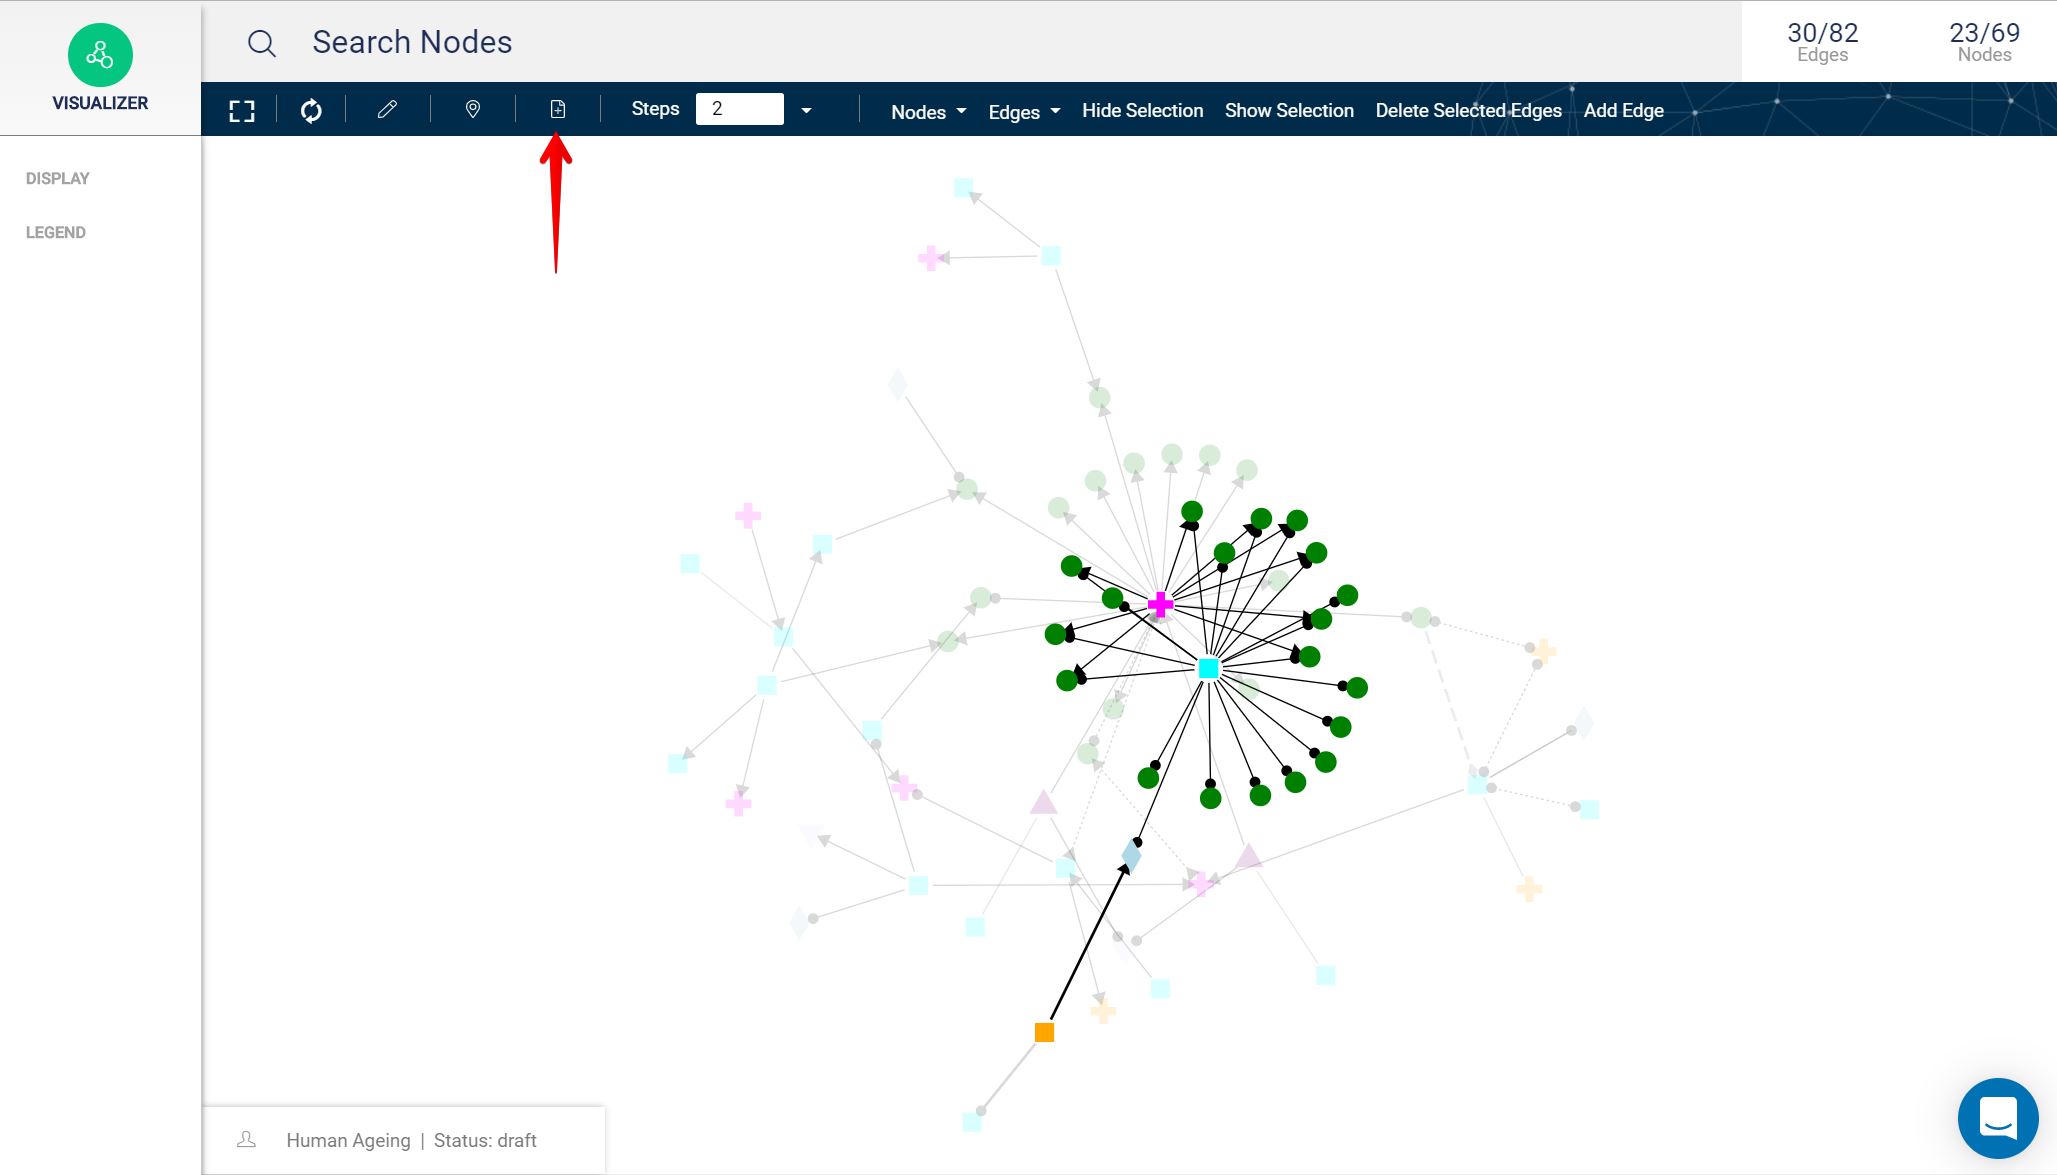 VISUALIZER
Search Nodes
30/82
Edges
23/69
Nodes
Steps 2 Nodes Edges Hide Selection Show Selection Delete Selected Edges Add Edge
DISPLAY
LEGEND
Human Ageing | Status: draft